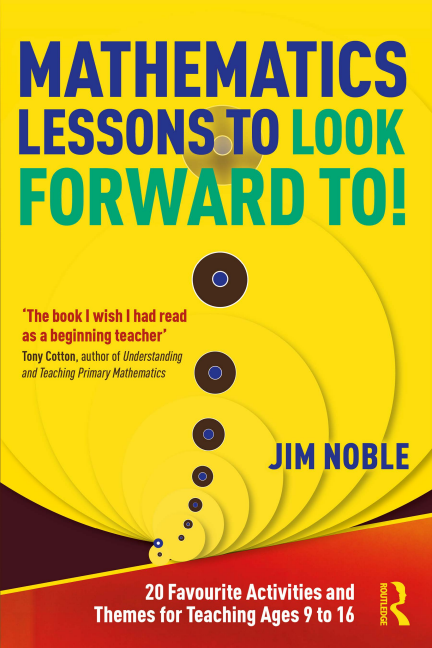 MATHEMATICS
LESSONS TO LOOK
FORWARD TO!
‘The book I wish I had read
as a beginning teacher’
Tony Cotton, author of Understanding
and Teaching Primary Mathematics
JIM NOBLE
20 Favourite Activities and
Themes for Teaching Ages 9 to 16
ROUTLEDGE